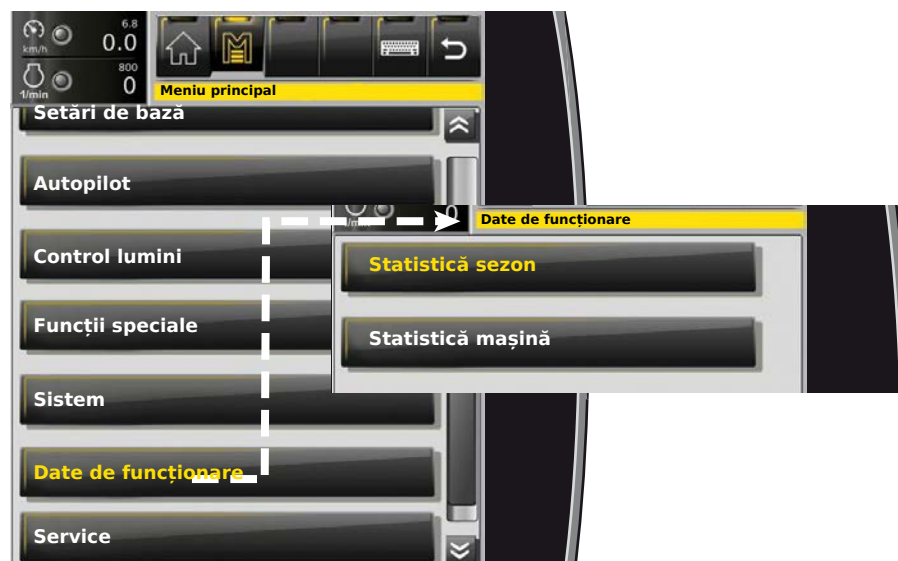 6.8
km/h
0.0
800
1/min
0
Meniu principal
Setări de bază
Autopilot
Control lumini
Funcții speciale
Sistem
Date de funcționare
Service
0
Date de funcționare
Statistică sezon
Statistică mașină